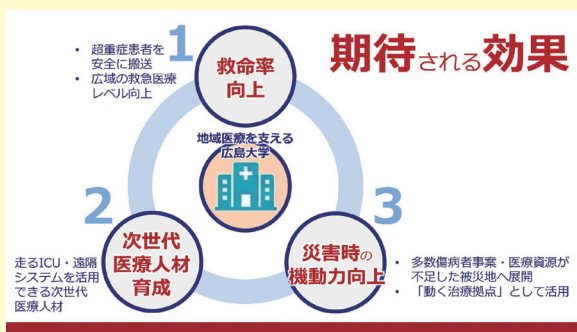 期待される効果
1
・ 超重症患者を
安全に搬送
・ 広域の救急医療
レベル向上
救命率
向上
地域医療を支える
広島大学
2
次世代
医療人材
育成
走るICU・遠隔
システムを活用
できる次世代
医療人材
3
災害時の
機動力向上
・ 多数傷病者事案・医療資源が
不足した被災地へ展開
・ 「動く治療拠点」として活用